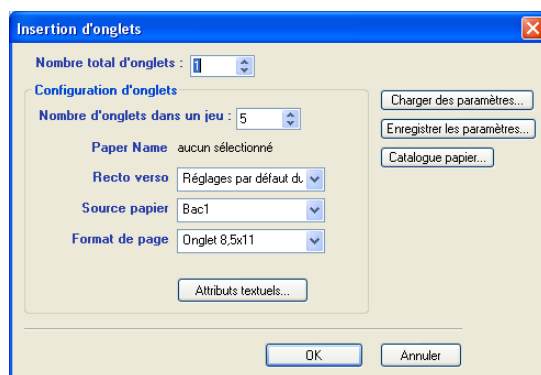 Insertion d'onglets
Nombre total d'onglets : 1
Configuration d'onglets
Nombre d'onglets dans un jeu : 5
Paper Name aucun sélectionné
Recto verso Réglages par défaut du
Source papier Bac1
Format de page Onglet 8,5x11
Attributs textuels...
Charger des paramètres...
Enregistrer les paramètres...
Catalogue papier...
OK
Annuler